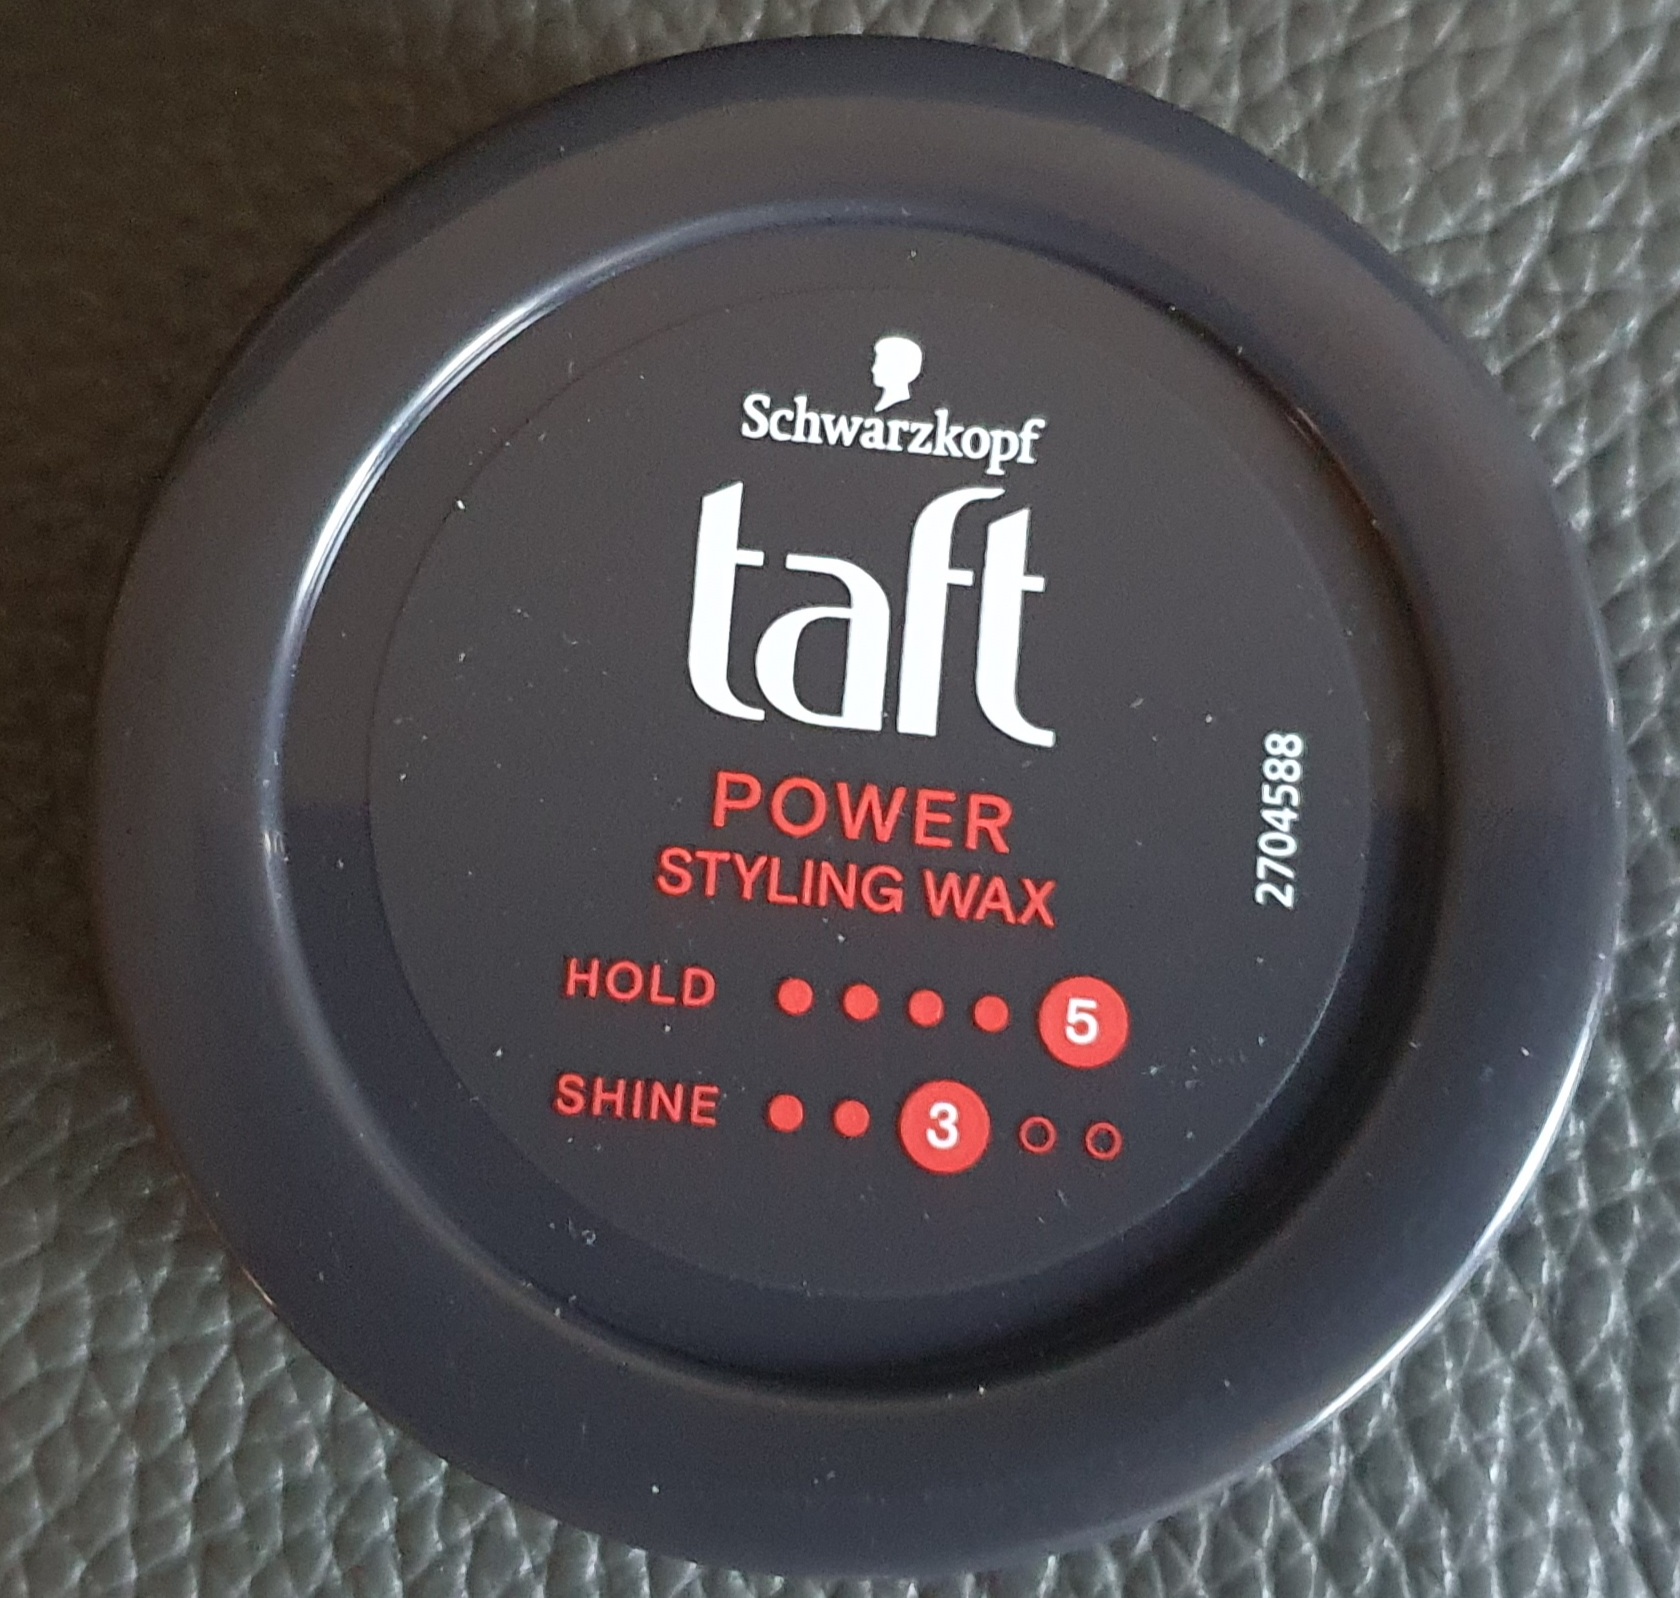 Schwarzkopf
taft
POWER
STYLING WAX
HOLD 5
SHINE 3
2704588